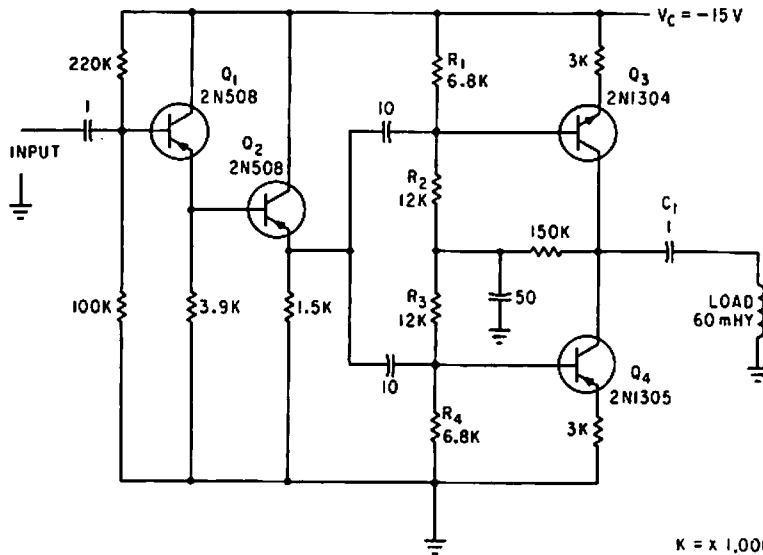 V_C = -15 V
220K
Q₁
2N508
R₁
6.8K
3K
Q₃
2N1304
1
10
INPUT
Q₂
2N508
R₂
12K
150K
C₁
1
100K
3.9K
1.5K
R₃
12K
50
LOAD
60 mHY
10
Q₄
2N1305
R₄
6.8K
3K